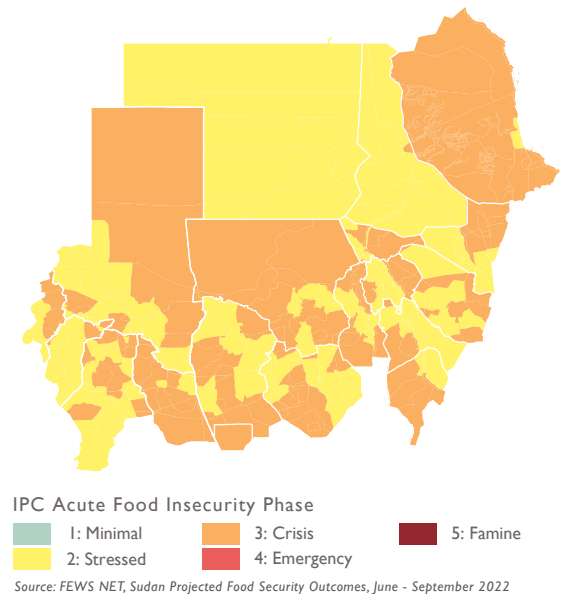 IPC Acute Food Insecurity Phase
1: Minimal
3: Crisis
5: Famine
2: Stressed
4: Emergency
Source: FEWS NET, Sudan Projected Food Security Outcomes, June - September 2022